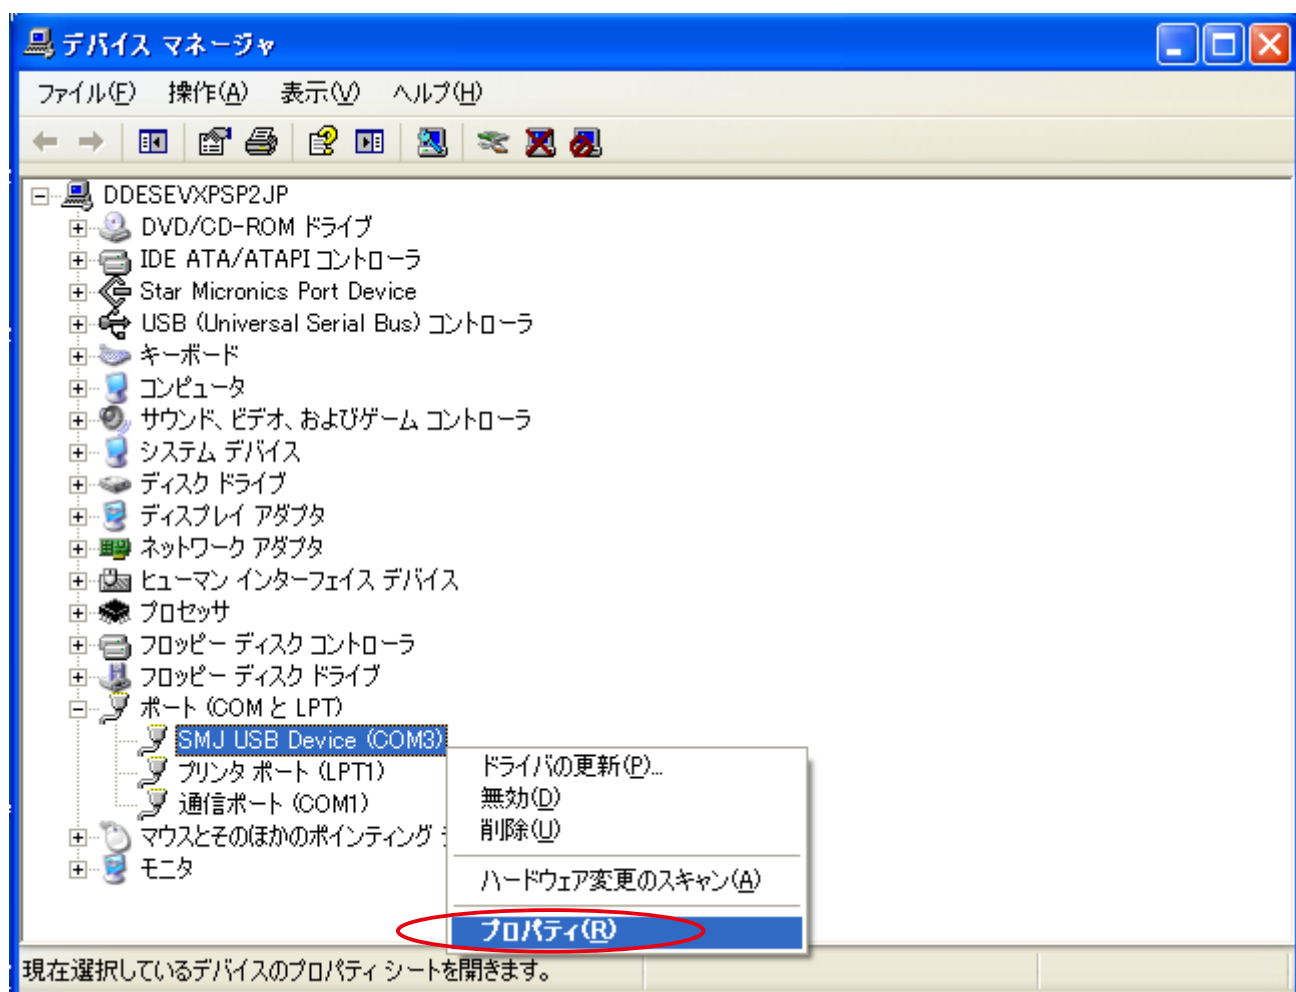 デバイス マネージャ
ファイル(F) 操作(A) 表示(V) ヘルプ(H)
DDESEVXPSP2JP
DVD/CD-ROM ドライブ
IDE ATA/ATAPI コントローラ
Star Micronics Port Device
USB (Universal Serial Bus) コントローラ
キーボード
コンピュータ
サウンド、ビデオ、およびゲーム コントローラ
システム デバイス
ディスク ドライブ
ディスプレイ アダプタ
ネットワーク アダプタ
ヒューマン インターフェイス デバイス
プロセッサ
フロッピー ディスク コントローラ
フロッピー ディスク ドライブ
ポート (COM と LPT)
SMJ USB Device (COM3)
プリンタ ポート (LPT1)
通信ポート (COM1)
マウスとそのほかのポインティング
モニタ
ドライバの更新(P)...
無効(D)
削除(U)
ハードウェア変更のスキャン(A)
プロパティ(R)
現在選択しているデバイスのプロパティ シートを開きます。